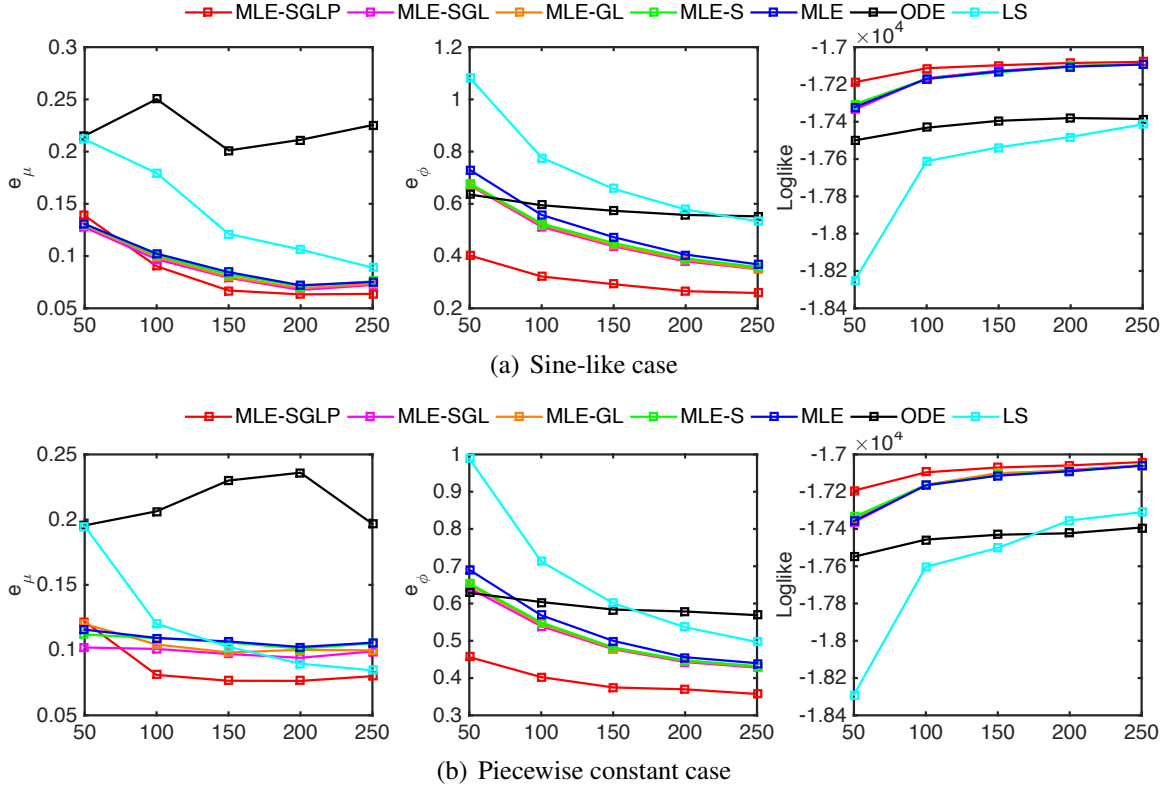 MLE-SGLP MLE-SGL MLE-GL MLE-S MLE ODE LS
0.3
0.25
0.2
0.15
0.1
0.05
e_μ
50 100 150 200 250
1.2
1
0.8
0.6
0.4
0.2
e_ϕ
50 100 150 200 250
×10⁴
-1.7
-1.72
-1.74
-1.76
-1.78
-1.8
-1.82
-1.84
Loglike
50 100 150 200 250
(a) Sine-like case
MLE-SGLP MLE-SGL MLE-GL MLE-S MLE ODE LS
0.25
0.2
0.15
0.1
0.05
e_μ
50 100 150 200 250
1
0.9
0.8
0.7
0.6
0.5
0.4
0.3
e_ϕ
50 100 150 200 250
×10⁴
-1.7
-1.72
-1.74
-1.76
-1.78
-1.8
-1.82
-1.84
Loglike
50 100 150 200 250
(b) Piecewise constant case